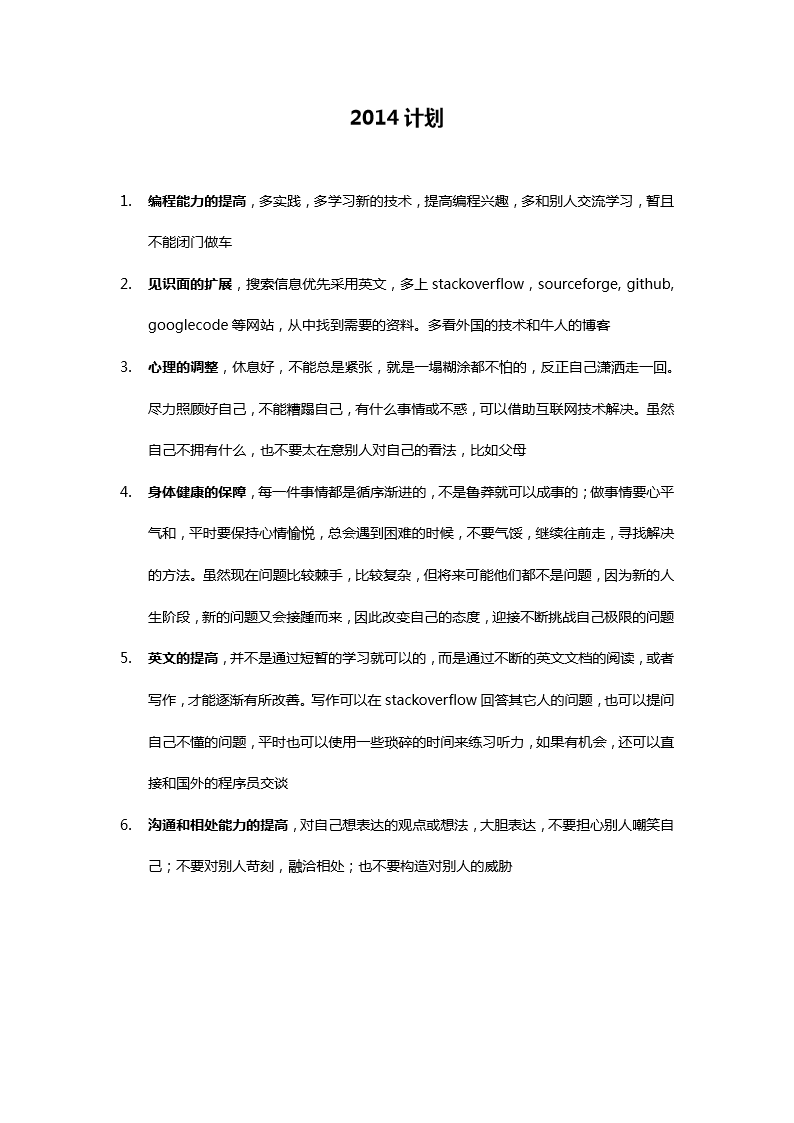 2014 计划
1. 编程能力的提高，多实践，多学习新的技术，提高编程兴趣，多和别人交流学习，暂且
不能闭门做车
2. 见识面的扩展，搜索信息优先采用英文，多上 stackoverflow，sourceforge, github,
googlecode 等网站，从中找到需要的资料。多看外国的技术和牛人的博客
3. 心理的调整，休息好，不能总是紧张，就是一塌糊涂都不怕的，反正自己潇洒走一回。
尽力照顾好自己，不能糟蹋自己，有什么事情或不惑，可以借助互联网技术解决。虽然
自己不拥有什么，也不要太在意别人对自己的看法，比如父母
4. 身体健康的保障，每一件事情都是循序渐进的，不是鲁莽就可以成事的；做事情要心平
气和，平时要保持心情愉悦，总会遇到困难的时候，不要气馁，继续往前走，寻找解决
的方法。虽然现在问题比较棘手，比较复杂，但将来可能他们都不是问题，因为新的人
生阶段，新的问题又会接踵而来，因此改变自己的态度，迎接不断挑战自己极限的问题
5. 英文的提高，并不是通过短暂的学习就可以的，而是通过不断的英文文档的阅读，或者
写作，才能逐渐有所改善。写作可以在 stackoverflow 回答其它人的问题，也可以提问
自己不懂的问题，平时也可以使用一些琐碎的时间来练习听力，如果有机会，还可以直
接和国外的程序员交谈
6. 沟通和相处能力的提高，对自己想表达的观点或想法，大胆表达，不要担心别人嘲笑自
己；不要对别人苛刻，融洽相处；也不要构造对别人的威胁